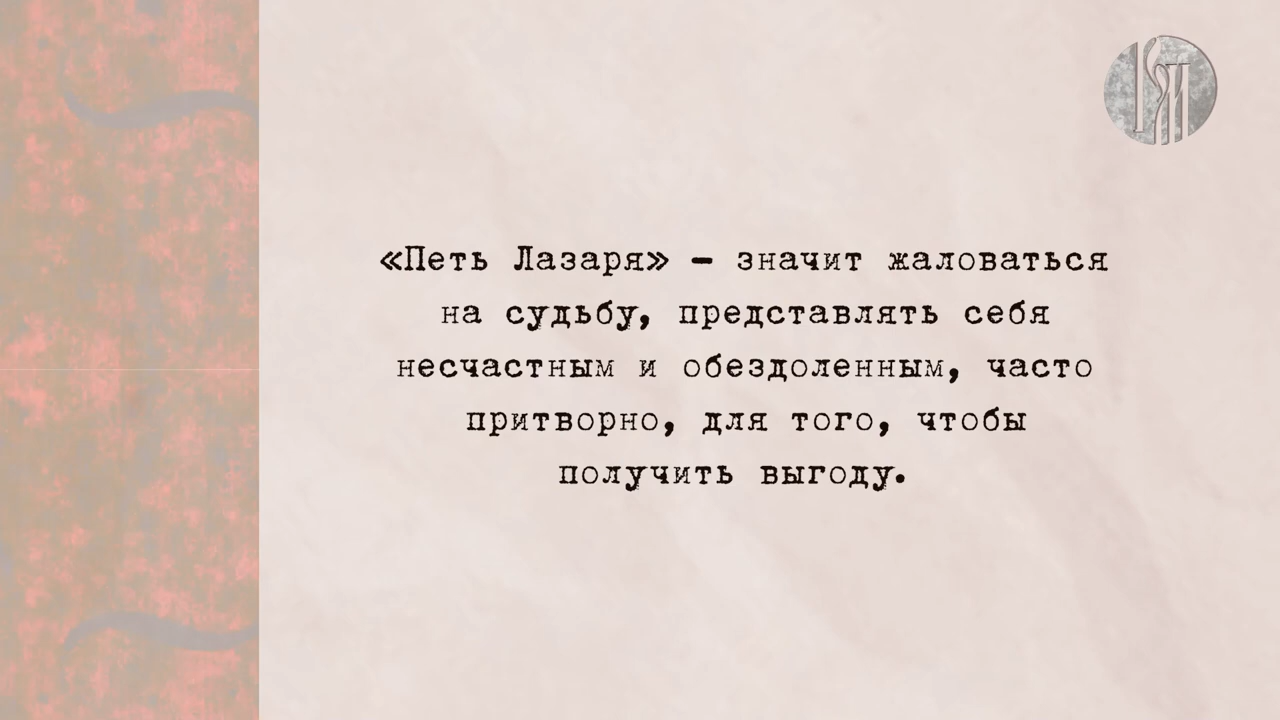 «Петь Лазаря» – значит жаловаться
на судьбу, представлять себя
несчастным и обездоленным, часто
притворно, для того, чтобы
получить выгоду.